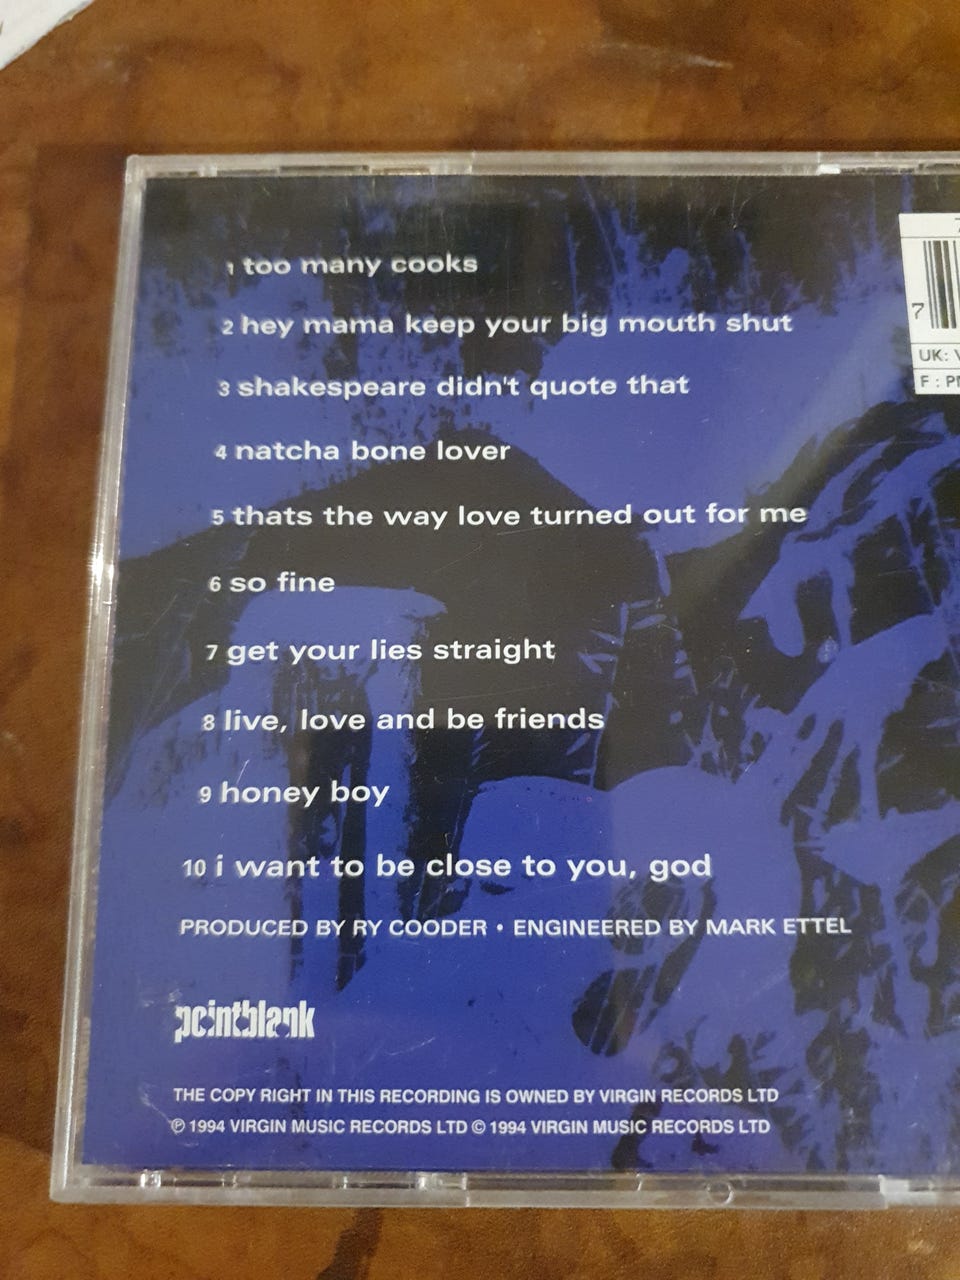 1 too many cooks
2 hey mama keep your big mouth shut
3 shakespeare didn't quote that
4 natcha bone lover
5 thats the way love turned out for me
6 so fine
7 get your lies straight
8 live, love and be friends
9 honey boy
10 i want to be close to you, god
PRODUCED BY RY COODER • ENGINEERED BY MARK ETTEL
pointblank
THE COPY RIGHT IN THIS RECORDING IS OWNED BY VIRGIN RECORDS LTD
℗ 1994 VIRGIN MUSIC RECORDS LTD © 1994 VIRGIN MUSIC RECORDS LTD
7
7
UK: V
F : P